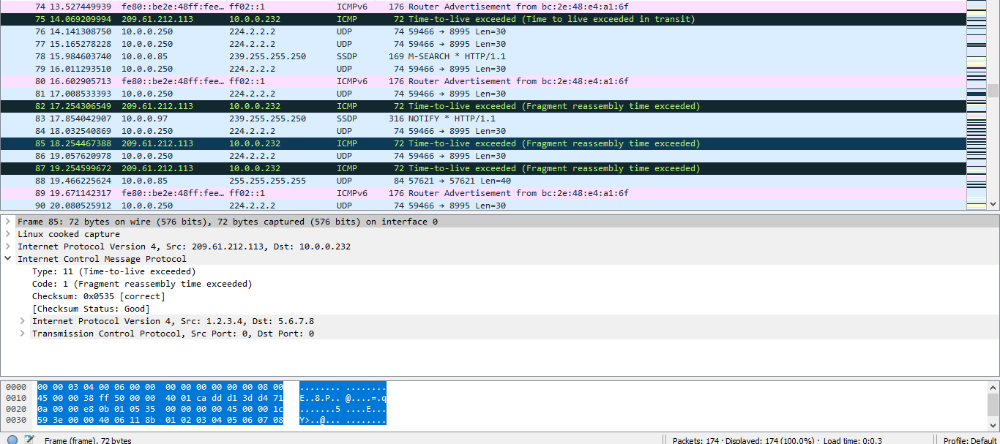 74 13.527449939 fe80::be2e:48ff:fee… ff02::1 ICMPv6 176 Router Advertisement from bc:2e:48:e4:a1:6f
75 14.069209994 209.61.212.113 10.0.0.232 ICMP 72 Time-to-live exceeded (Time to live exceeded in transit)
76 14.141308750 10.0.0.250 224.2.2.2 UDP 74 59466 → 8995 Len=30
77 15.165278228 10.0.0.250 224.2.2.2 UDP 74 59466 → 8995 Len=30
78 15.984603740 10.0.0.85 239.255.255.250 SSDP 169 M-SEARCH * HTTP/1.1
79 16.011293510 10.0.0.250 224.2.2.2 UDP 74 59466 → 8995 Len=30
80 16.602905713 fe80::be2e:48ff:fee… ff02::1 ICMPv6 176 Router Advertisement from bc:2e:48:e4:a1:6f
81 17.008533393 10.0.0.250 224.2.2.2 UDP 74 59466 → 8995 Len=30
82 17.254306549 209.61.212.113 10.0.0.232 ICMP 72 Time-to-live exceeded (Fragment reassembly time exceeded)
83 17.854042907 10.0.0.97 239.255.255.250 SSDP 316 NOTIFY * HTTP/1.1
84 18.032540869 10.0.0.250 224.2.2.2 UDP 74 59466 → 8995 Len=30
85 18.254467388 209.61.212.113 10.0.0.232 ICMP 72 Time-to-live exceeded (Fragment reassembly time exceeded)
86 19.057620978 10.0.0.250 224.2.2.2 UDP 74 59466 → 8995 Len=30
87 19.254599672 209.61.212.113 10.0.0.232 ICMP 72 Time-to-live exceeded (Fragment reassembly time exceeded)
88 19.466225624 10.0.0.85 255.255.255.255 UDP 84 57621 → 57621 Len=40
89 19.671142317 fe80::be2e:48ff:fee… ff02::1 ICMPv6 176 Router Advertisement from bc:2e:48:e4:a1:6f
90 20.080525912 10.0.0.250 224.2.2.2 UDP 74 59466 → 8995 Len=30
Frame 85: 72 bytes on wire (576 bits), 72 bytes captured (576 bits) on interface 0
Linux cooked capture
Internet Protocol Version 4, Src: 209.61.212.113, Dst: 10.0.0.232
Internet Control Message Protocol
Type: 11 (Time-to-live exceeded)
Code: 1 (Fragment reassembly time exceeded)
Checksum: 0x0535 [correct]
[Checksum Status: Good]
Internet Protocol Version 4, Src: 1.2.3.4, Dst: 5.6.7.8
Transmission Control Protocol, Src Port: 0, Dst Port: 0
0000 00 00 03 04 00 06 00 00 00 00 00 00 00 00 08 00 ........ ........
0010 45 00 00 38 ff 50 00 00 40 01 ca dd d1 3d d4 71 E..8.P.. @....=.q
0020 0a 00 00 e8 0b 01 05 35 00 00 00 00 45 00 00 1c .......5 ....E...
0030 59 3e 00 00 40 06 11 8b 01 02 03 04 05 06 07 08 Y>..@... ........
Frame (frame), 72 bytes Packets: 174 · Displayed: 174 (100.0%) · Load time: 0:0.3 Profile: Default